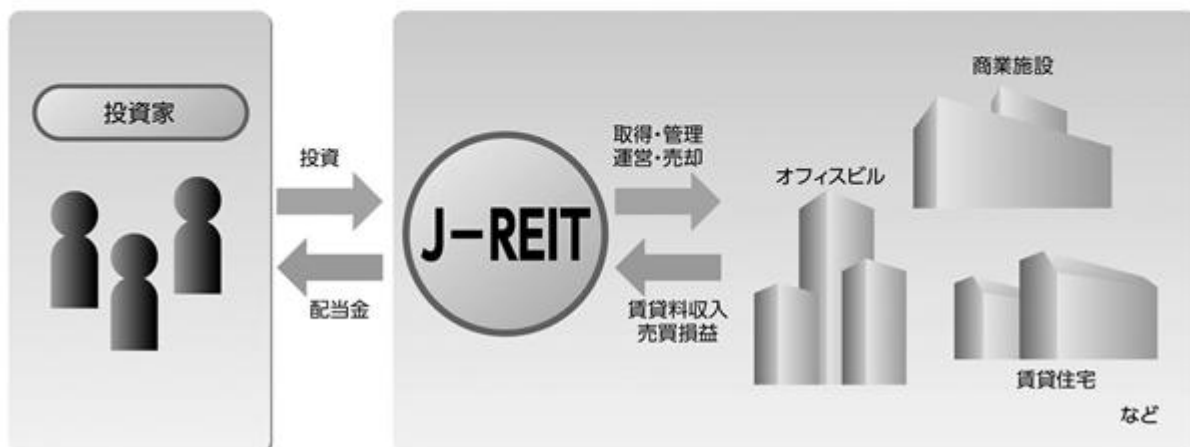 投資家
投資
配当金
J-REIT
取得・管理
運営・売却
賃貸料収入
売買損益
オフィスビル
商業施設
賃貸住宅
など